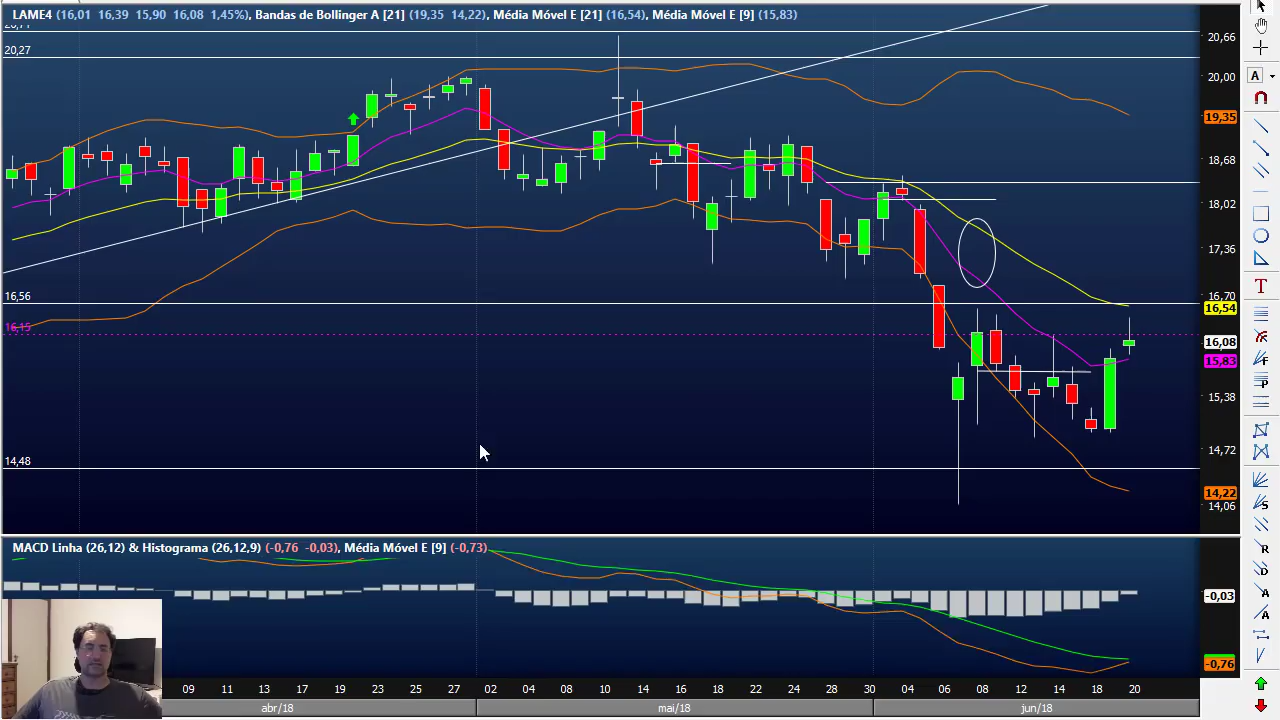 LAME4 (16,01 16,39 15,90 16,08 1,45%), Bandas de Bollinger A [21] (19,35 14,22), Média Móvel E [21] (16,54), Média Móvel E [9] (15,83)
20,27
16,56
16,15
14,48
20,66
20,00
19,35
18,68
18,02
17,36
16,70
16,54
16,08
15,83
15,38
14,72
14,22
14,06
MACD Linha (26,12) & Histograma (26,12,9) (-0,76 -0,03), Média Móvel E [9] (-0,73)
-0,03
-0,76
09 11 13 17 19 23 25 27 02 04 08 10 14 16 18 22 24 28 30 04 06 08 12 14 18 20
abr/18 mai/18 jun/18
A
T
F
P
S
R
D
A
A